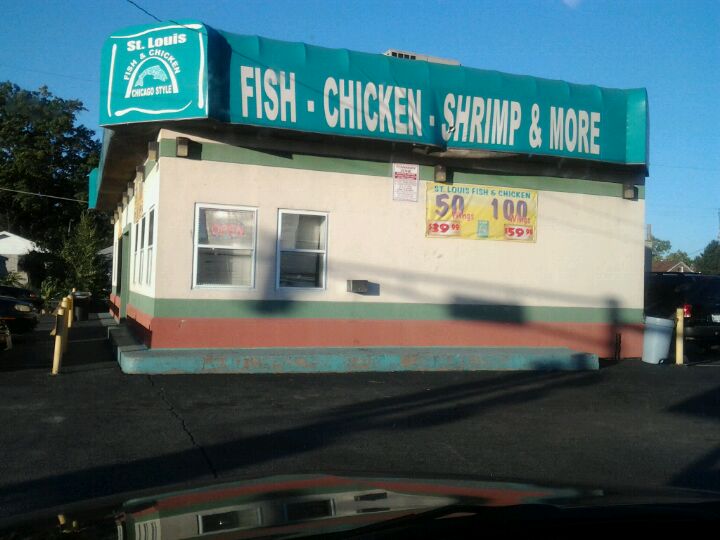 St. Louis
FISH & CHICKEN
CHICAGO STYLE
FISH - CHICKEN - SHRIMP & MORE
ST. LOUIS FISH & CHICKEN
50 Wings 100 Wings
$39.99 $59.99
OPEN